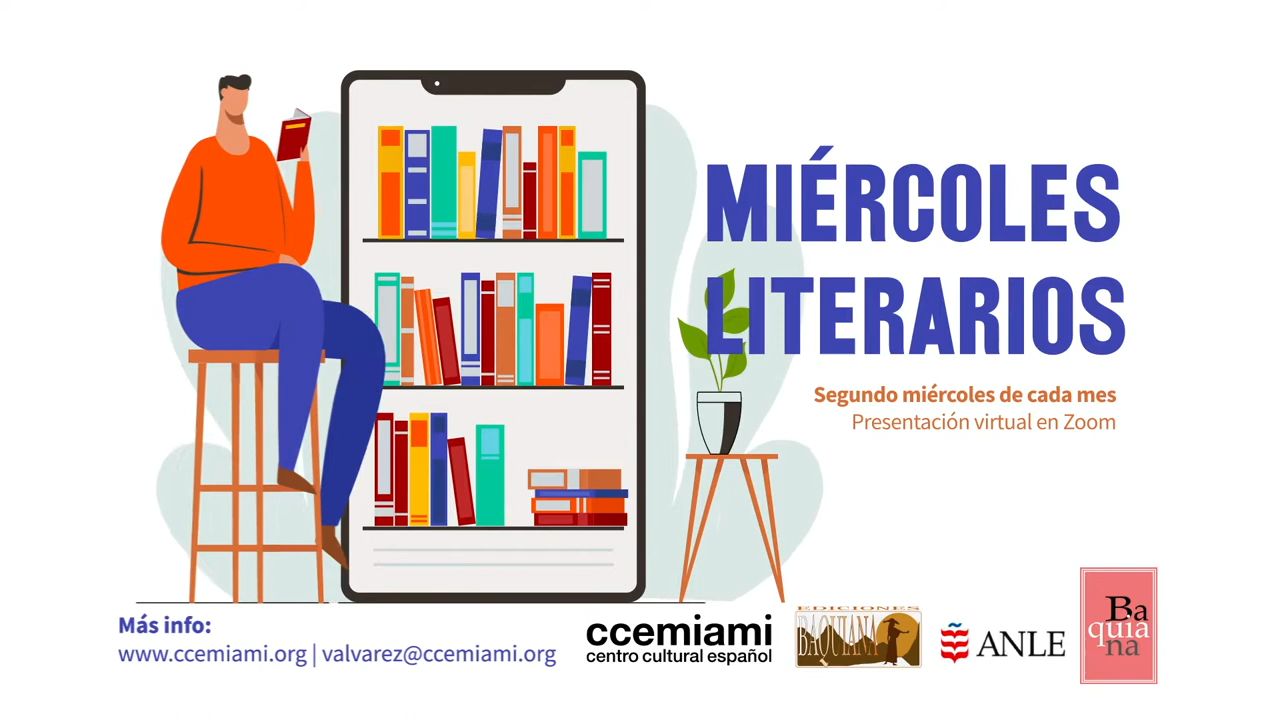 MIÉRCOLES
LITERARIOS
Segundo miércoles de cada mes
Presentación virtual en Zoom
Más info:
www.ccemiami.org | valvarez@ccemiami.org
ccemiami
centro cultural español
EDICIONES
BAQUIANA
ANLE
Ba
quia
na